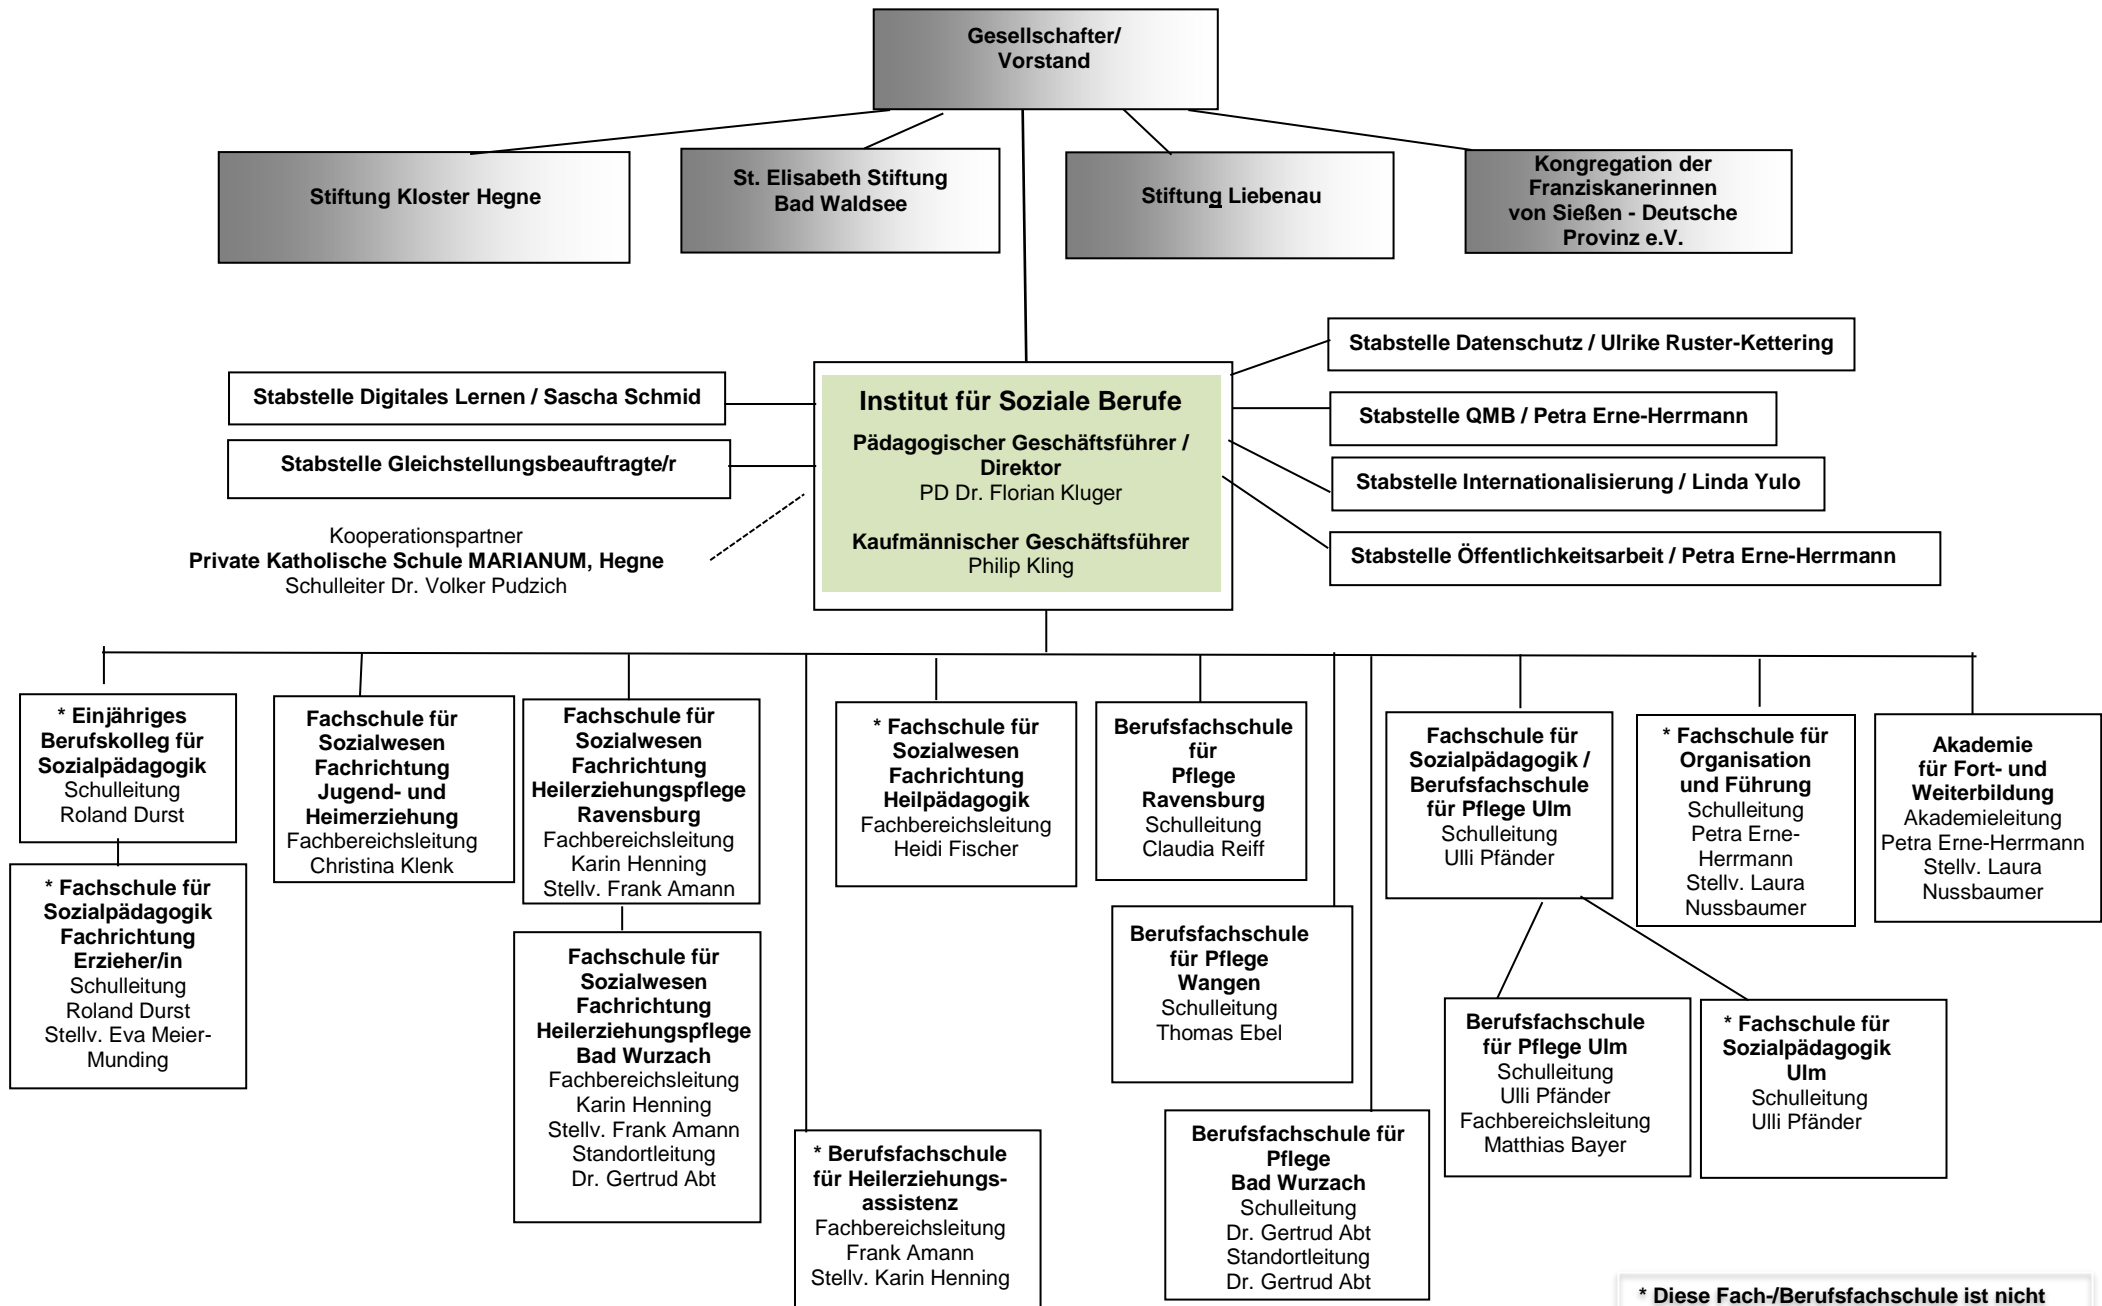 Gesellschafter/
Vorstand
Stiftung Kloster Hegne
St. Elisabeth Stiftung
Bad Waldsee
Stiftung Liebenau
Kongregation der
Franziskanerinnen
von Sießen - Deutsche
Provinz e.V.
Stabstelle Digitales Lernen / Sascha Schmid
Stabstelle Gleichstellungsbeauftragte/r
Kooperationspartner
Private Katholische Schule MARIANUM, Hegne
Schulleiter Dr. Volker Pudzich
Institut für Soziale Berufe
Pädagogischer Geschäftsführer /
Direktor
PD Dr. Florian Kluger
Kaufmännischer Geschäftsführer
Philip Kling
Stabstelle Datenschutz / Ulrike Ruster-Kettering
Stabstelle QMB / Petra Erne-Herrmann
Stabstelle Internationalisierung / Linda Yulo
Stabstelle Öffentlichkeitsarbeit / Petra Erne-Herrmann
* Einjähriges
Berufskolleg für
Sozialpädagogik
Schulleitung
Roland Durst
* Fachschule für
Sozialpädagogik
Fachrichtung
Erzieher/in
Schulleitung
Roland Durst
Stellv. Eva Meier-
Munding
Fachschule für
Sozialwesen
Fachrichtung
Jugend- und
Heimerziehung
Fachbereichsleitung
Christina Klenk
Fachschule für
Sozialwesen
Fachrichtung
Heilerziehungspflege
Ravensburg
Fachbereichsleitung
Karin Henning
Stellv. Frank Amann
Fachschule für
Sozialwesen
Fachrichtung
Heilerziehungspflege
Bad Wurzach
Fachbereichsleitung
Karin Henning
Stellv. Frank Amann
Standortleitung
Dr. Gertrud Abt
* Berufsfachschule
für Heilerziehungs-
assistenz
Fachbereichsleitung
Frank Amann
Stellv. Karin Henning
* Fachschule für
Sozialwesen
Fachrichtung
Heilpädagogik
Fachbereichsleitung
Heidi Fischer
Berufsfachschule
für
Pflege
Ravensburg
Schulleitung
Claudia Reiff
Berufsfachschule
für Pflege
Wangen
Schulleitung
Thomas Ebel
Berufsfachschule für
Pflege
Bad Wurzach
Schulleitung
Dr. Gertrud Abt
Standortleitung
Dr. Gertrud Abt
Fachschule für
Sozialpädagogik /
Berufsfachschule
für Pflege Ulm
Schulleitung
Ulli Pfänder
Berufsfachschule
für Pflege Ulm
Schulleitung
Ulli Pfänder
Fachbereichsleitung
Matthias Bayer
* Fachschule für
Sozialpädagogik
Ulm
Schulleitung
Ulli Pfänder
* Fachschule für
Organisation
und Führung
Schulleitung
Petra Erne-
Herrmann
Stellv. Laura
Nussbaumer
Akademie
für Fort- und
Weiterbildung
Akademieleitung
Petra Erne-Herrmann
Stellv. Laura
Nussbaumer
* Diese Fach-/Berufsfachschule ist nicht